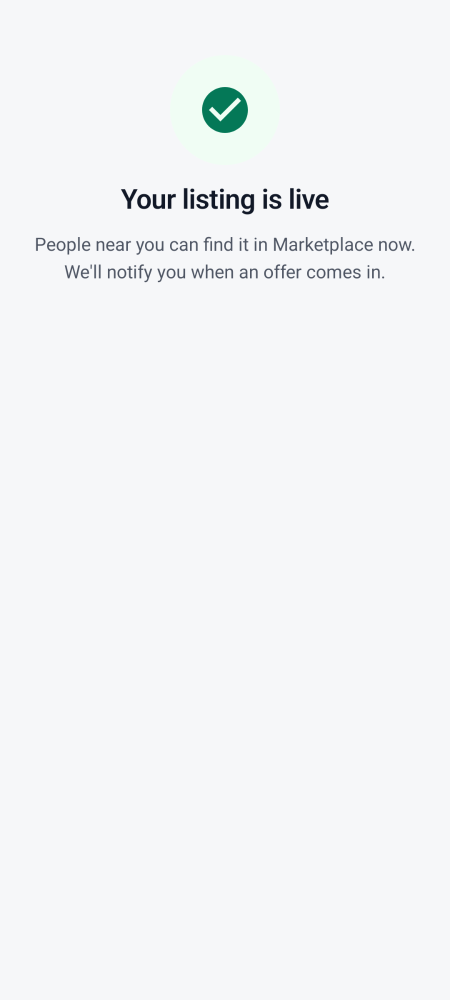 Your listing is live
People near you can find it in Marketplace now.
We'll notify you when an offer comes in.